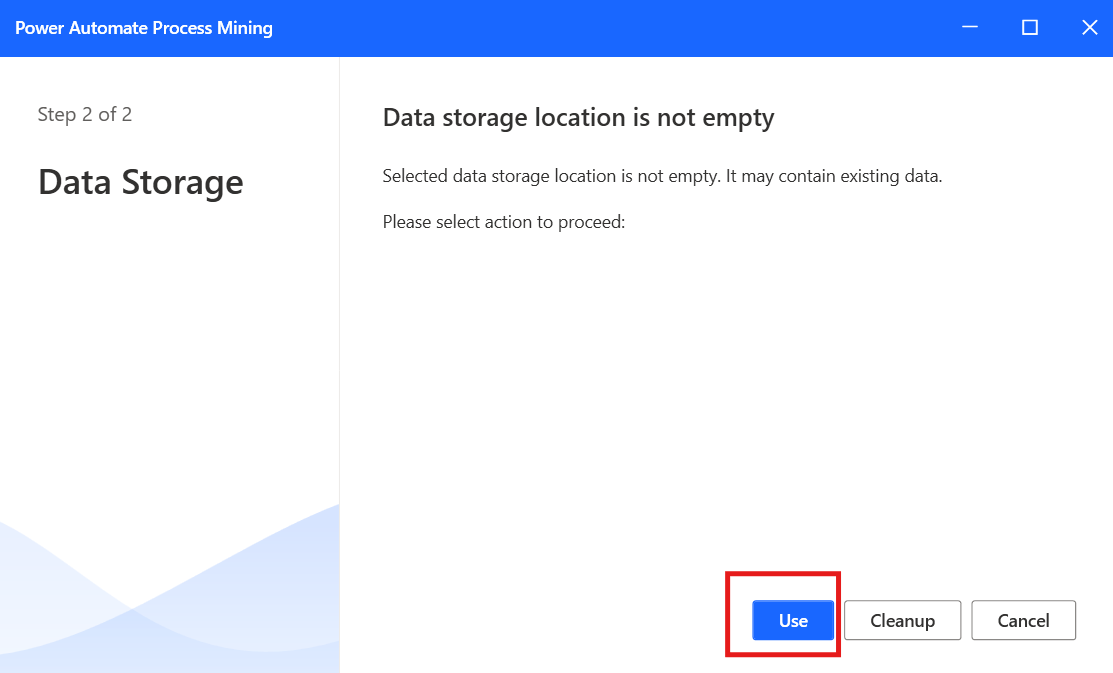 Power Automate Process Mining
Step 2 of 2
Data Storage
Data storage location is not empty
Selected data storage location is not empty. It may contain existing data.
Please select action to proceed:
Use
Cleanup
Cancel